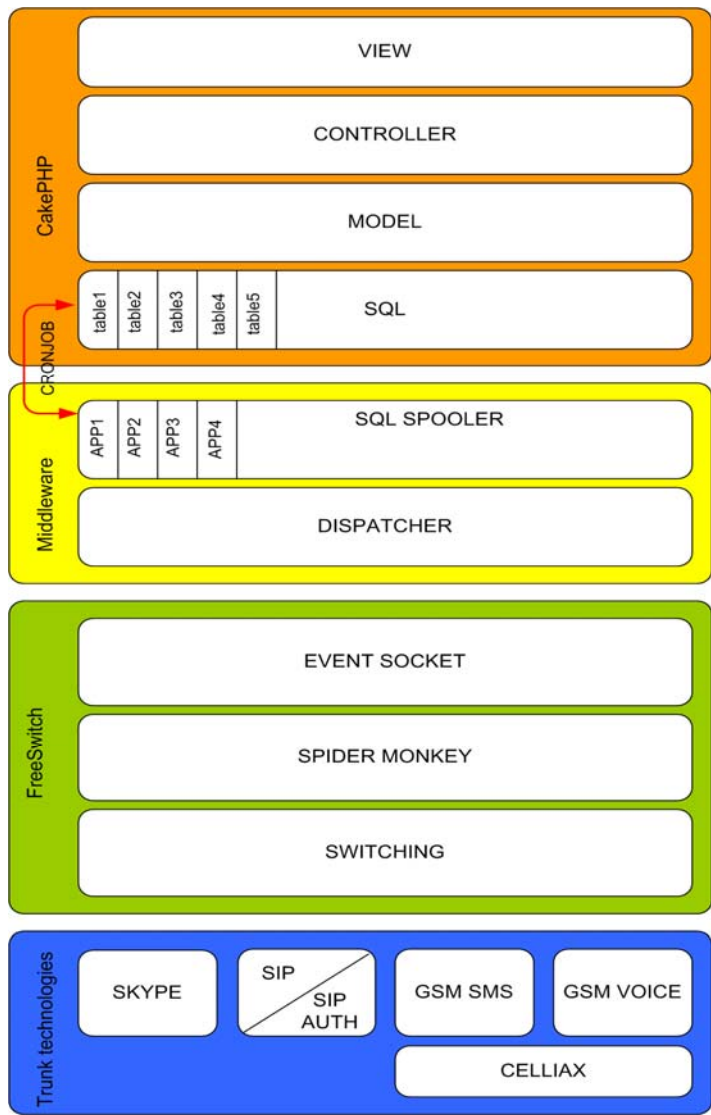 CakePHP
VIEW
CONTROLLER
MODEL
table1
table2
table3
table4
table5
SQL
CRONJOB
Middleware
APP1
APP2
APP3
APP4
SQL SPOOLER
DISPATCHER
FreeSwitch
EVENT SOCKET
SPIDER MONKEY
SWITCHING
Trunk technologies
SKYPE
SIP
SIP
AUTH
GSM SMS
GSM VOICE
CELLIAX